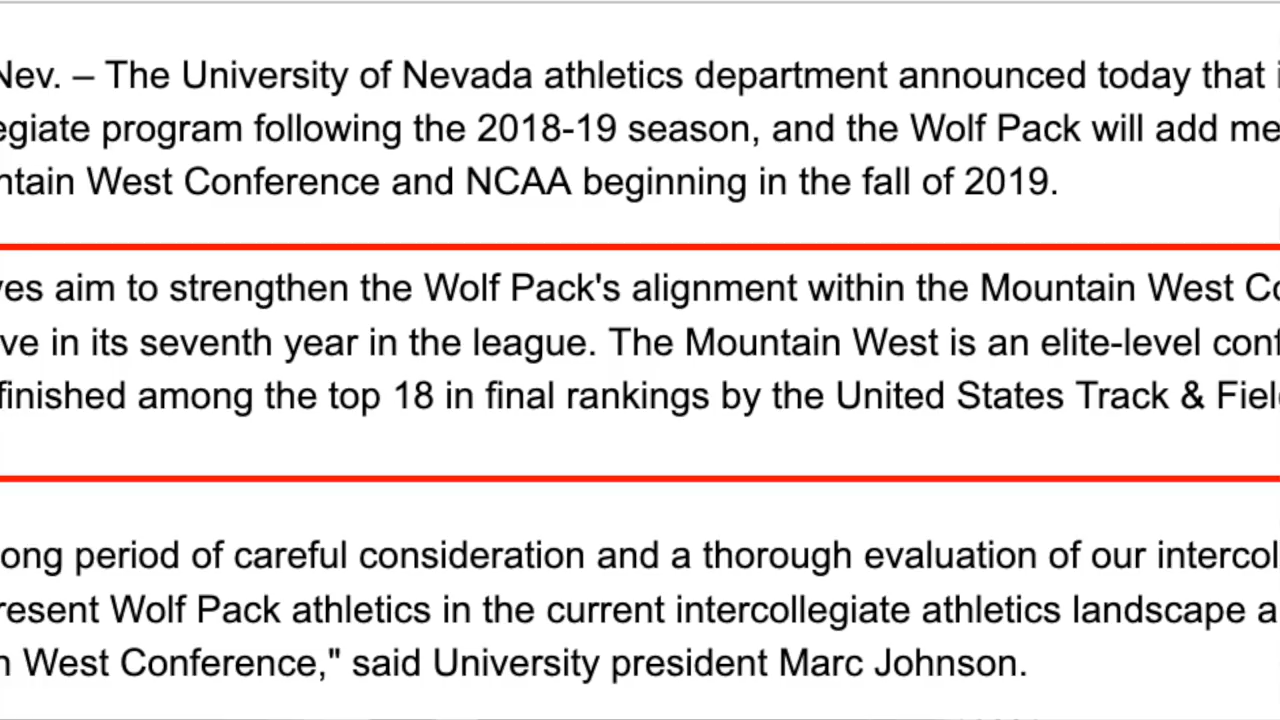 Nev. – The University of Nevada athletics department announced today that
egiate program following the 2018-19 season, and the Wolf Pack will add me
ntain West Conference and NCAA beginning in the fall of 2019.
ves aim to strengthen the Wolf Pack's alignment within the Mountain West Co
ve in its seventh year in the league. The Mountain West is an elite-level conf
finished among the top 18 in final rankings by the United States Track & Fiel
ong period of careful consideration and a thorough evaluation of our intercol
resent Wolf Pack athletics in the current intercollegiate athletics landscape a
n West Conference," said University president Marc Johnson.